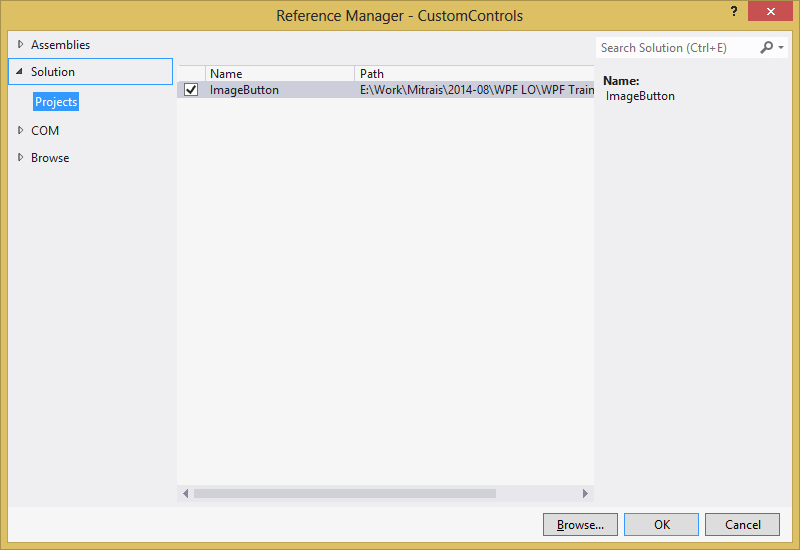 Reference Manager - CustomControls
?
Assemblies
Solution
Projects
COM
Browse
Name Path
ImageButton E:\Work\Mitrais\2014-08\WPF LO\WPF Train
Search Solution (Ctrl+E)
Name:
ImageButton
Browse... OK Cancel